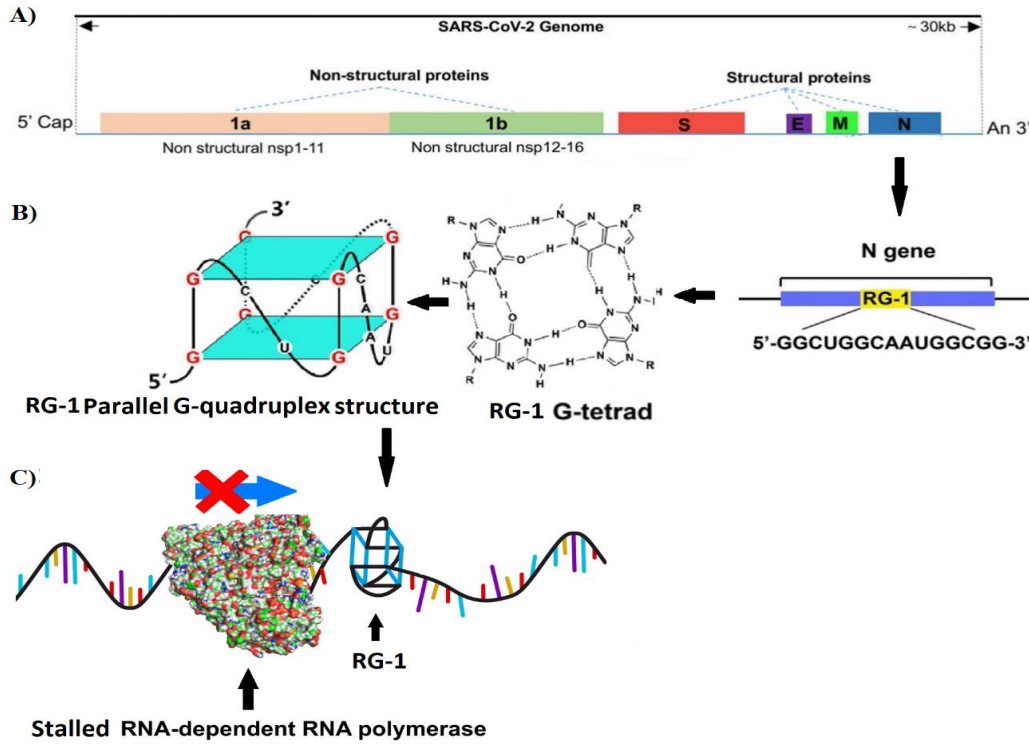 A)
SARS-CoV-2 Genome
~ 30kb
Non-structural proteins
Structural proteins
5' Cap
1a
1b
S
E
M
N
An 3'
Non structural nsp1-11
Non structural nsp12-16
B)
3'
G
G
G
G
C
C
C
A
A
U
U
G
G
G
G
5'
RG-1 Parallel G-quadruplex structure
R
N
N
N
N
H
O
H
N
H
N
N
N
N
R
RG-1 G-tetrad
N gene
RG-1
5'-GGCUGGCAAUGGCGG-3'
C)
RG-1
Stalled RNA-dependent RNA polymerase